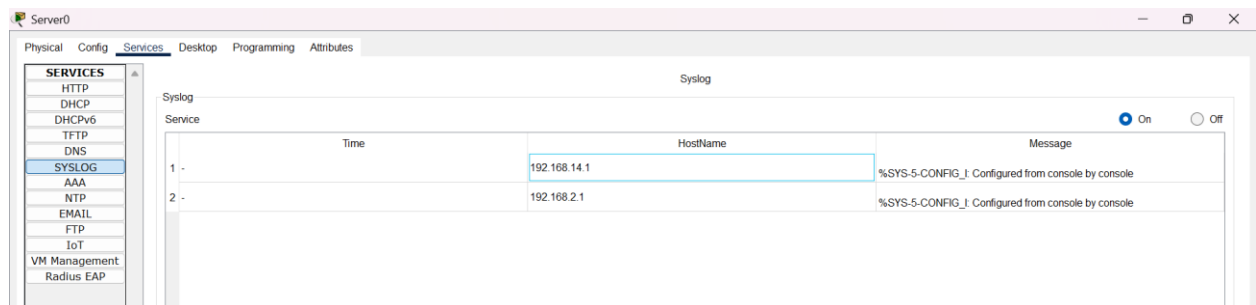 Server0
Physical Config Services Desktop Programming Attributes
SERVICES
HTTP
DHCP
DHCPv6
TFTP
DNS
SYSLOG
AAA
NTP
EMAIL
FTP
IoT
VM Management
Radius EAP
Syslog
Syslog
Service On Off
Time HostName Message
1 - 192.168.14.1 %SYS-5-CONFIG_I: Configured from console by console
2 - 192.168.2.1 %SYS-5-CONFIG_I: Configured from console by console